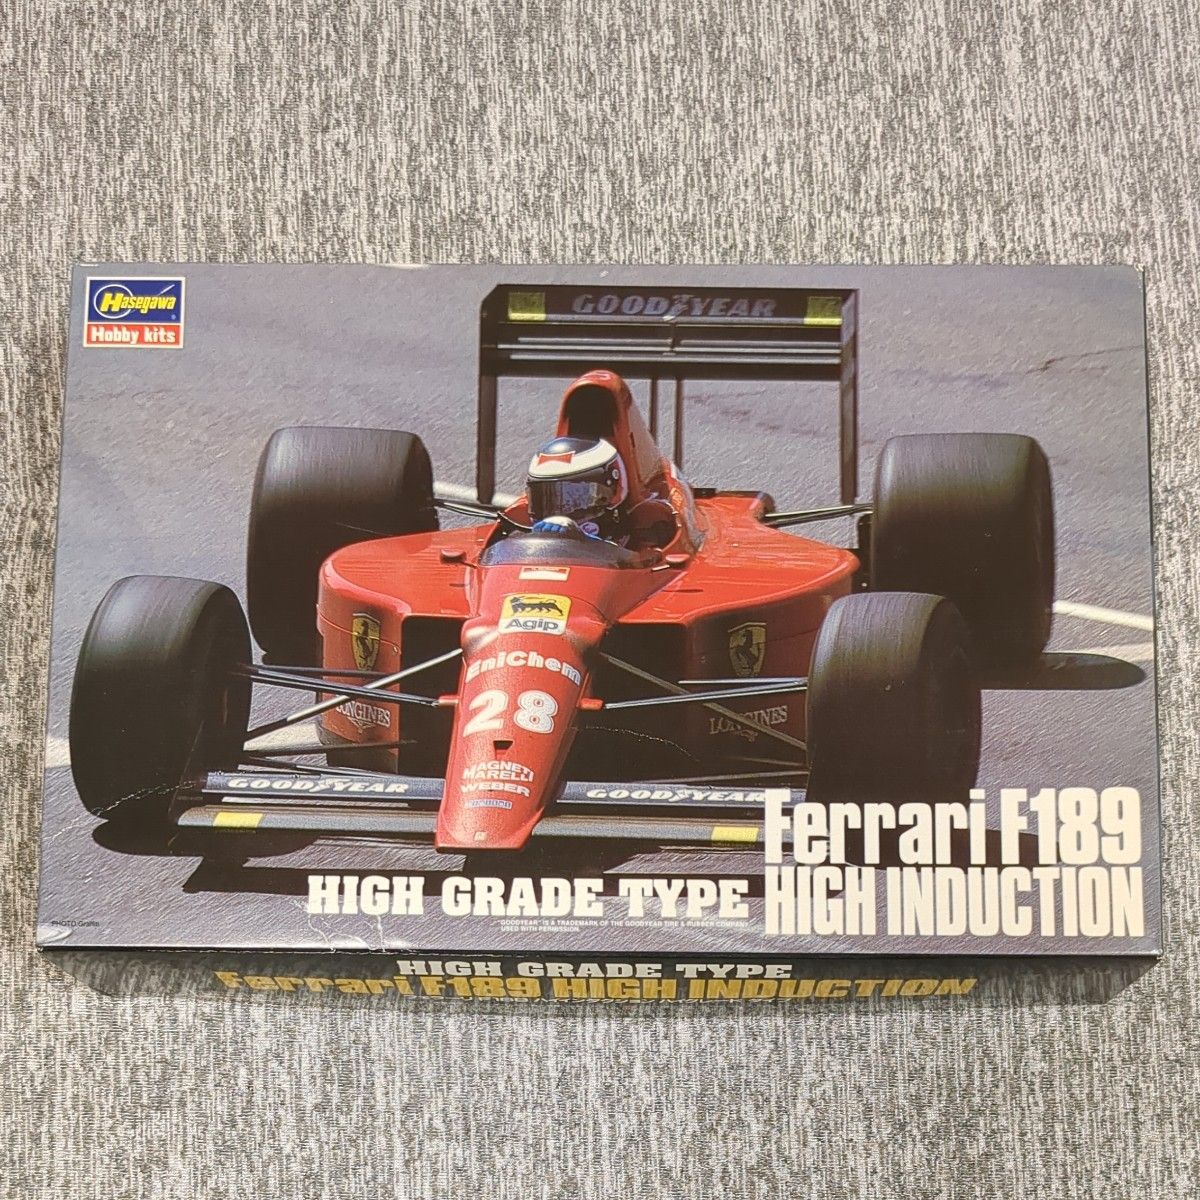 Hasegawa
Hobby kits
GOODYEAR
Agip
EniChem
28
LONGINES
LONGINES
MAGNETI
MARELLI
WEBER
GOODYEAR
GOODYEAR
Ferrari F189
HIGH INDUCTION
HIGH GRADE TYPE
"GOODYEAR" IS A TRADEMARK OF THE GOODYEAR TIRE & RUBBER COMPANY
USED WITH PERMISSION
HIGH GRADE TYPE
Ferrari F189 HIGH INDUCTION